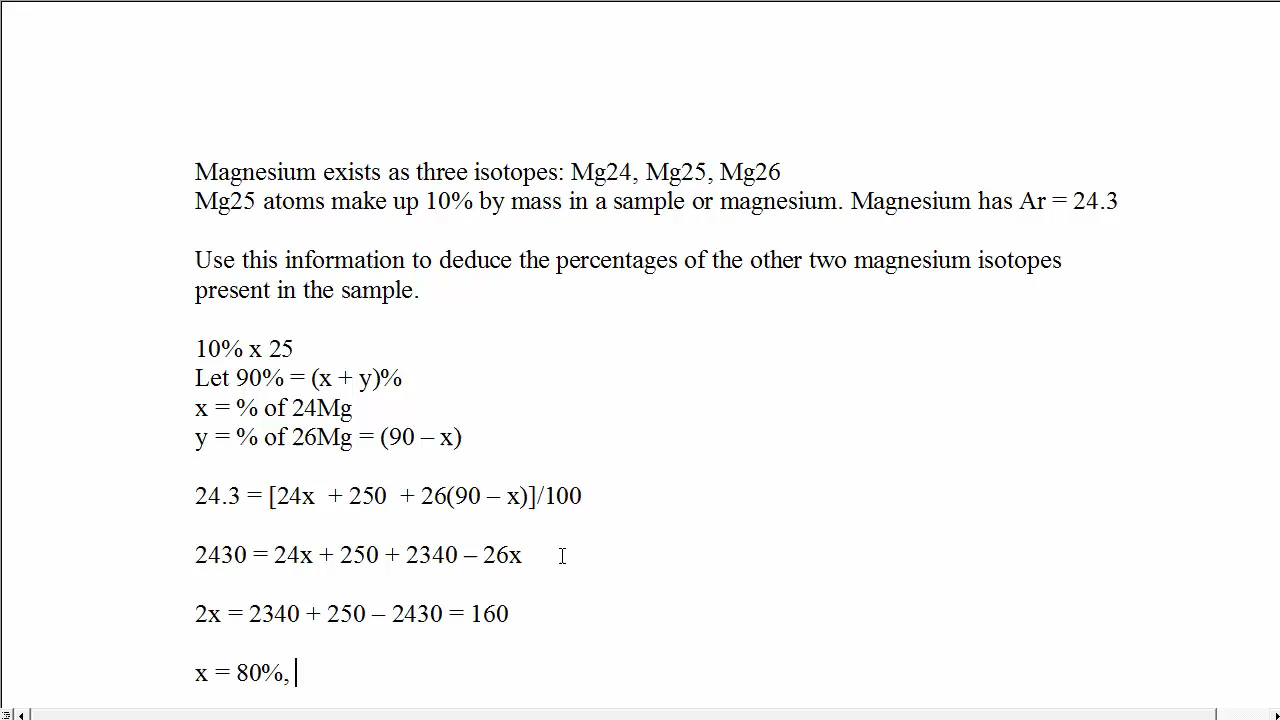 Magnesium exists as three isotopes: Mg24, Mg25, Mg26
Mg25 atoms make up 10% by mass in a sample or magnesium. Magnesium has Ar = 24.3
Use this information to deduce the percentages of the other two magnesium isotopes
present in the sample.
10% x 25
Let 90% = (x + y)%
x = % of 24Mg
y = % of 26Mg = (90 – x)
24.3 = [24x  + 250  + 26(90 – x)]/100
2430 = 24x + 250 + 2340 – 26x
2x = 2340 + 250 – 2430 = 160
x = 80%,